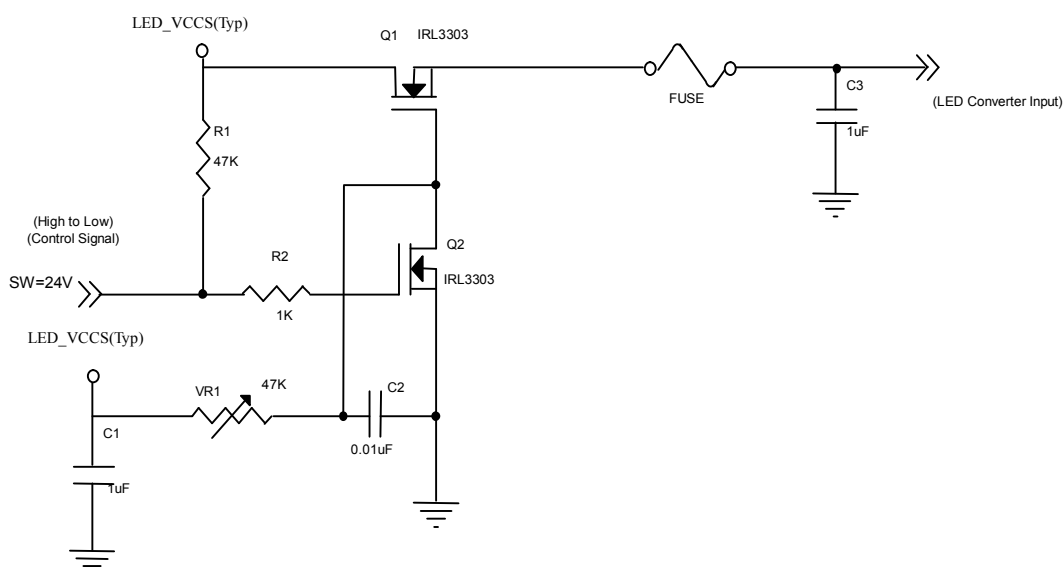 LED_VCCS(Typ)
Q1 IRL3303
FUSE
C3
(LED Converter Input)
1uF
R1
47K
(High to Low)
(Control Signal)
SW=24V
R2
1K
Q2
IRL3303
LED_VCCS(Typ)
VR1 47K
C2
0.01uF
C1
1uF